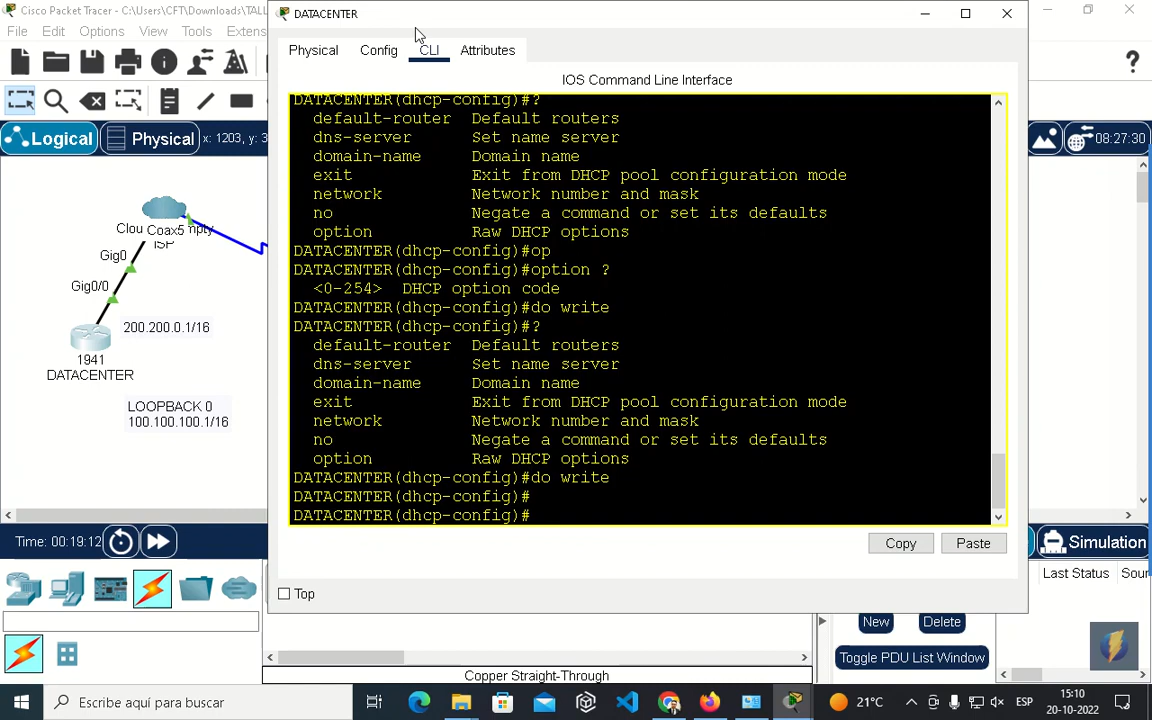 Cisco Packet Tracer - C:\Users\CFT\Downloads\TALL
DATACENTER
File Edit Options View Tools Extens
Physical Config CLI Attributes
IOS Command Line Interface
Logical Physical x: 1203, y: 3
08:27:30
DATACENTER(dhcp-config)#?
default-router Default routers
dns-server Set name server
domain-name Domain name
exit Exit from DHCP pool configuration mode
network Network number and mask
no Negate a command or set its defaults
option Raw DHCP options
DATACENTER(dhcp-config)#op
DATACENTER(dhcp-config)#option ?
<0-254> DHCP option code
DATACENTER(dhcp-config)#do write
DATACENTER(dhcp-config)#?
default-router Default routers
dns-server Set name server
domain-name Domain name
exit Exit from DHCP pool configuration mode
network Network number and mask
no Negate a command or set its defaults
option Raw DHCP options
DATACENTER(dhcp-config)#do write
DATACENTER(dhcp-config)#
DATACENTER(dhcp-config)#
Clou Coax5 mpty
ISP
Gig0
Gig0/0
200.200.0.1/16
1941
DATACENTER
LOOPBACK 0
100.100.100.1/16
Copy Paste
Time: 00:19:12
Simulation
Top
Last Status Sour
New Delete
Toggle PDU List Window
Copper Straight-Through
Escribe aquí para buscar
21°C
ESP
15:10
20-10-2022